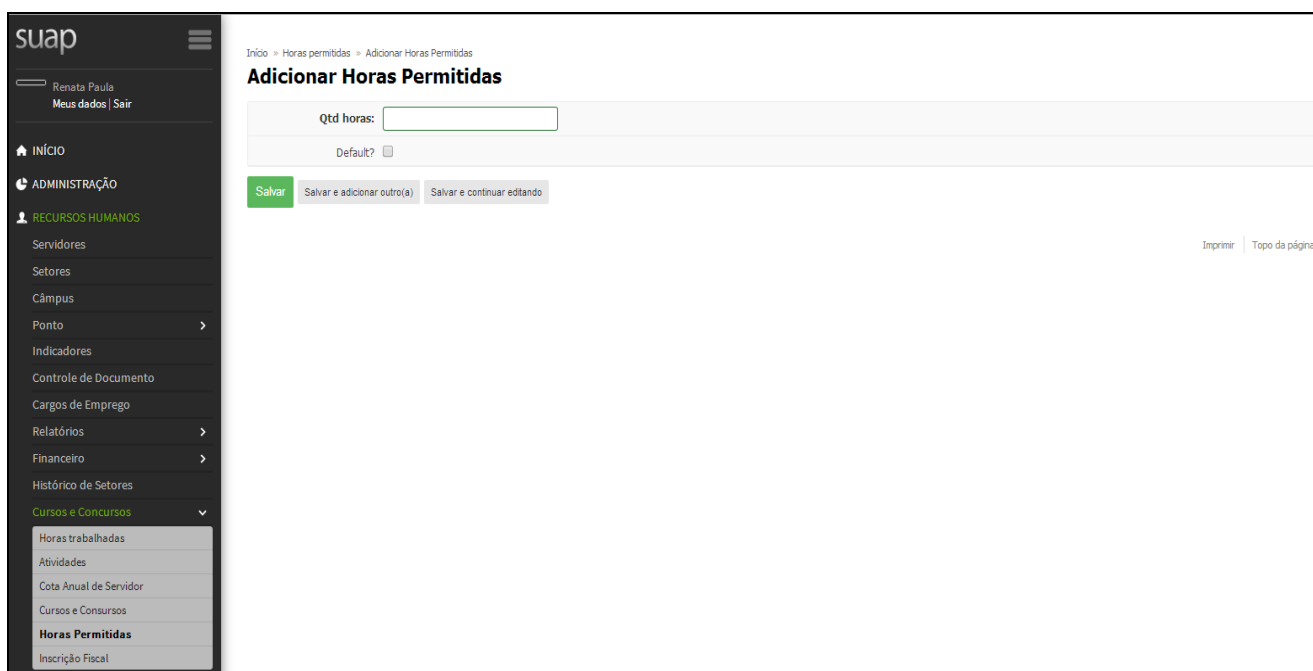 suap
Renata Paula
Meus dados | Sair
INÍCIO
ADMINISTRAÇÃO
RECURSOS HUMANOS
Servidores
Setores
Câmpus
Ponto
Indicadores
Controle de Documento
Cargos de Emprego
Relatórios
Financeiro
Histórico de Setores
Cursos e Concursos
Horas trabalhadas
Atividades
Cota Anual de Servidor
Cursos e Consursos
Horas Permitidas
Inscrição Fiscal
Início » Horas permitidas » Adicionar Horas Permitidas
Adicionar Horas Permitidas
Qtd horas:
Default?
Salvar Salvar e adicionar outro(a) Salvar e continuar editando
Imprimir Topo da página